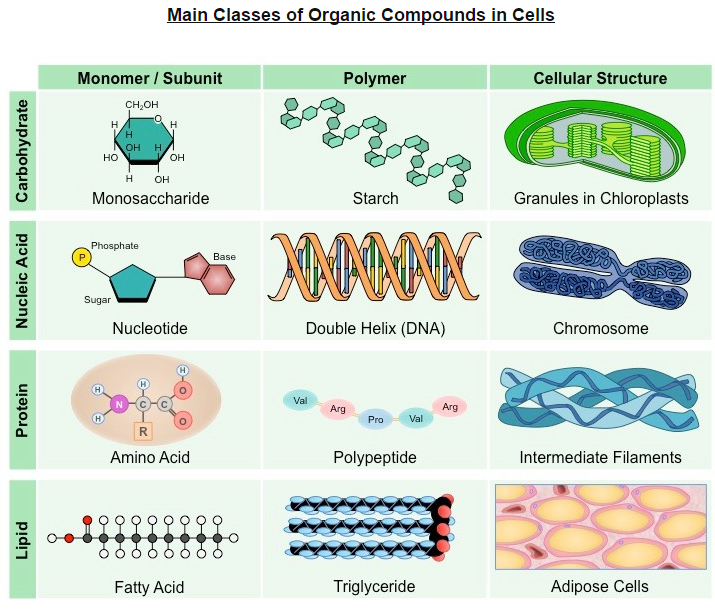 Main Classes of Organic Compounds in Cells
Monomer / Subunit
Polymer
Cellular Structure
Carbohydrate
CH₂OH
O
H
H
H
OH
H
HO
OH
H
OH
Monosaccharide
Starch
Granules in Chloroplasts
Nucleic Acid
Phosphate
P
Base
Sugar
Nucleotide
Double Helix (DNA)
Chromosome
Protein
H
H
H
O
N
C
C
H
O
R
Amino Acid
Val
Arg
Pro
Val
Arg
Polypeptide
Intermediate Filaments
Lipid
Fatty Acid
Triglyceride
Adipose Cells